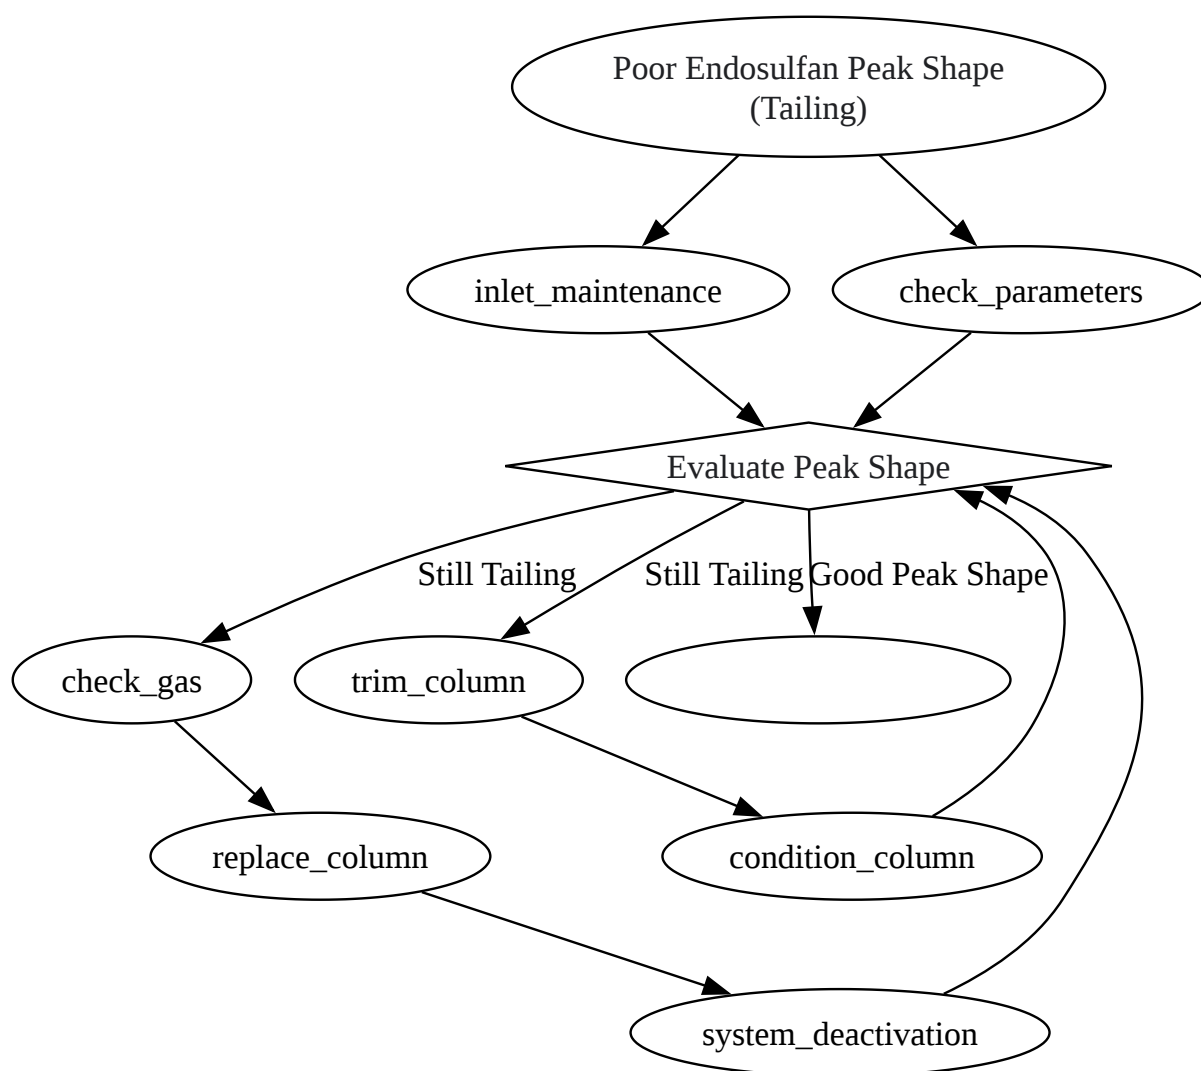 Poor Endosulfan Peak Shape
(Tailing)
inlet_maintenance
check_parameters
Evaluate Peak Shape
Still Tailing
Still Tailing
Good Peak Shape
check_gas
trim_column
replace_column
condition_column
system_deactivation